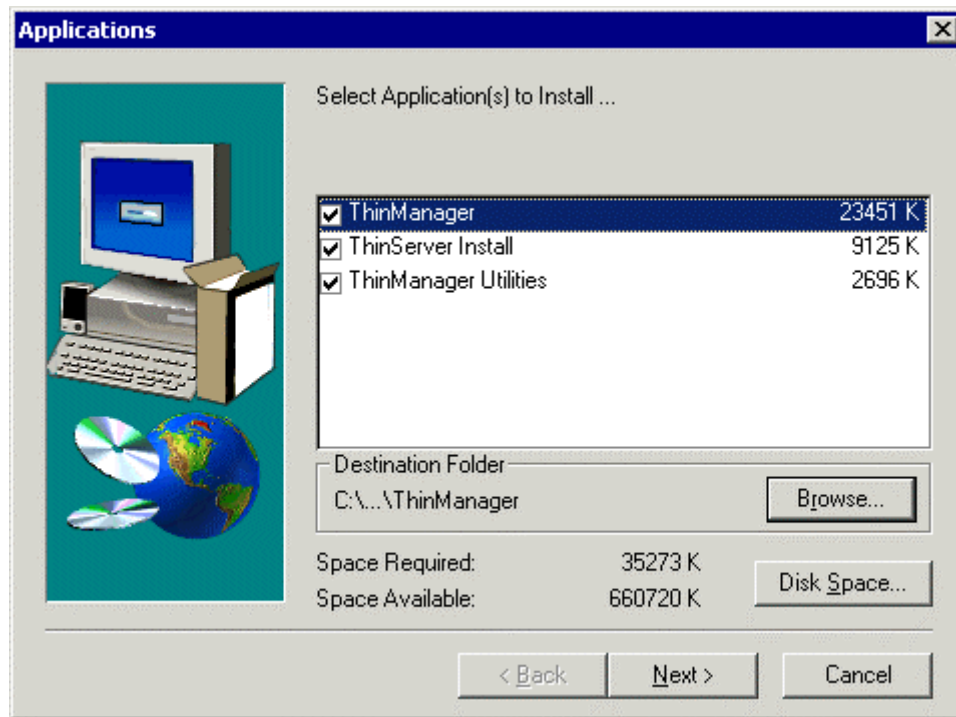 Applications
Select Application(s) to Install ...
ThinManager 23451 K
ThinServer Install 9125 K
ThinManager Utilities 2696 K
Destination Folder
C:\...\ThinManager
Browse...
Space Required: 35273 K
Space Available: 660720 K
Disk Space...
< Back
Next >
Cancel